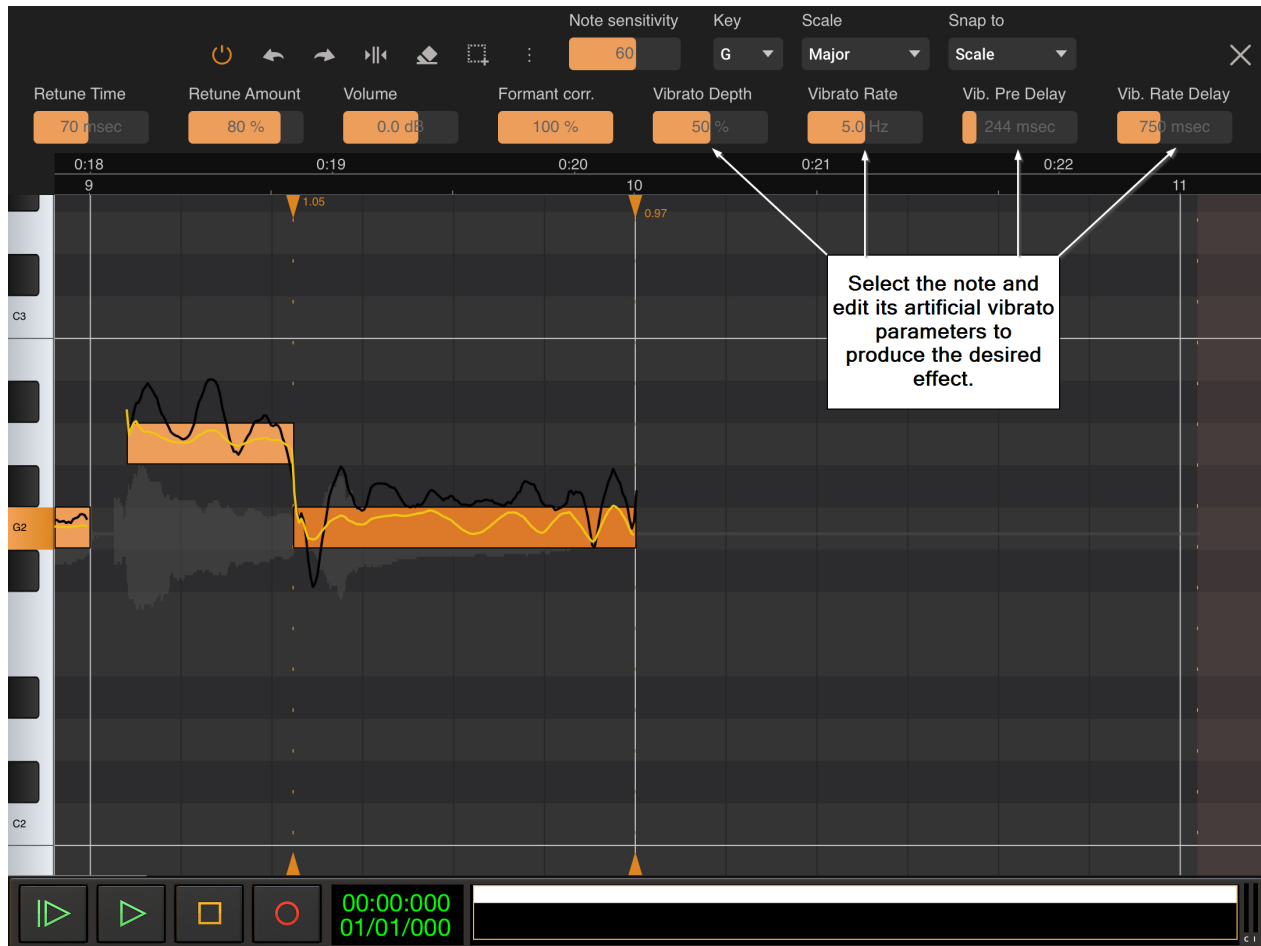 Note sensitivity Key Scale Snap to
60 G Major Scale
Retune Time Retune Amount Volume Formant corr. Vibrato Depth Vibrato Rate Vib. Pre Delay Vib. Rate Delay
70 msec 80 % 0.0 dB 100 % 50 % 5.0 Hz 244 msec 750 msec
0:18 0:19 0:20 0:21 0:22
9 10 11
1.05
0.97
Select the note and
edit its artificial vibrato
parameters to
produce the desired
effect.
C3
G2
C2
00:00:000
01/01/000